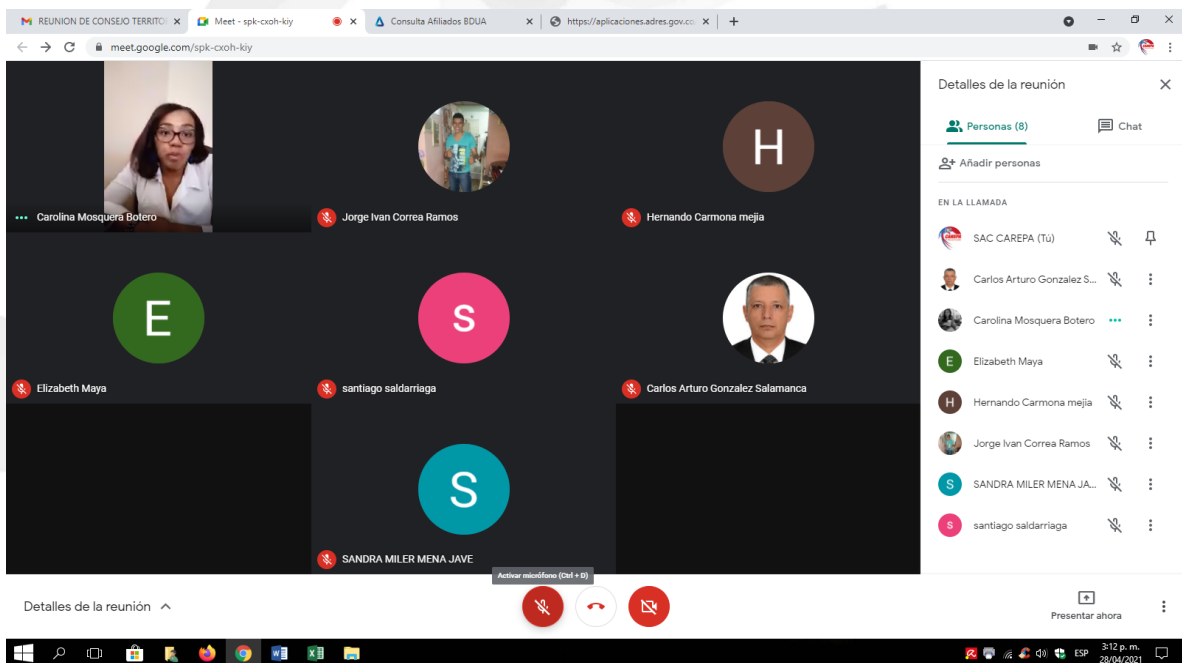 REUNION DE CONSEJO TERRITO
Meet - spk-cxoh-kiy
Consulta Afiliados BDUA
https://aplicaciones.adres.gov.co
meet.google.com/spk-cxoh-kiy
Carolina Mosquera Botero
Jorge Ivan Correa Ramos
H
Hernando Carmona mejia
E
Elizabeth Maya
S
santiago saldarriaga
Carlos Arturo Gonzalez Salamanca
S
SANDRA MILER MENA JAVE
Detalles de la reunión
Personas (8)
Chat
Añadir personas
EN LA LLAMADA
CAREPA
SAC CAREPA (Tú)
Carlos Arturo Gonzalez S...
Carolina Mosquera Botero
E
Elizabeth Maya
H
Hernando Carmona mejia
Jorge Ivan Correa Ramos
S
SANDRA MILER MENA JA...
s
santiago saldarriaga
Activar micrófono (Ctrl + D)
Detalles de la reunión
Presentar ahora
ESP
3:12 p. m.
28/04/2021